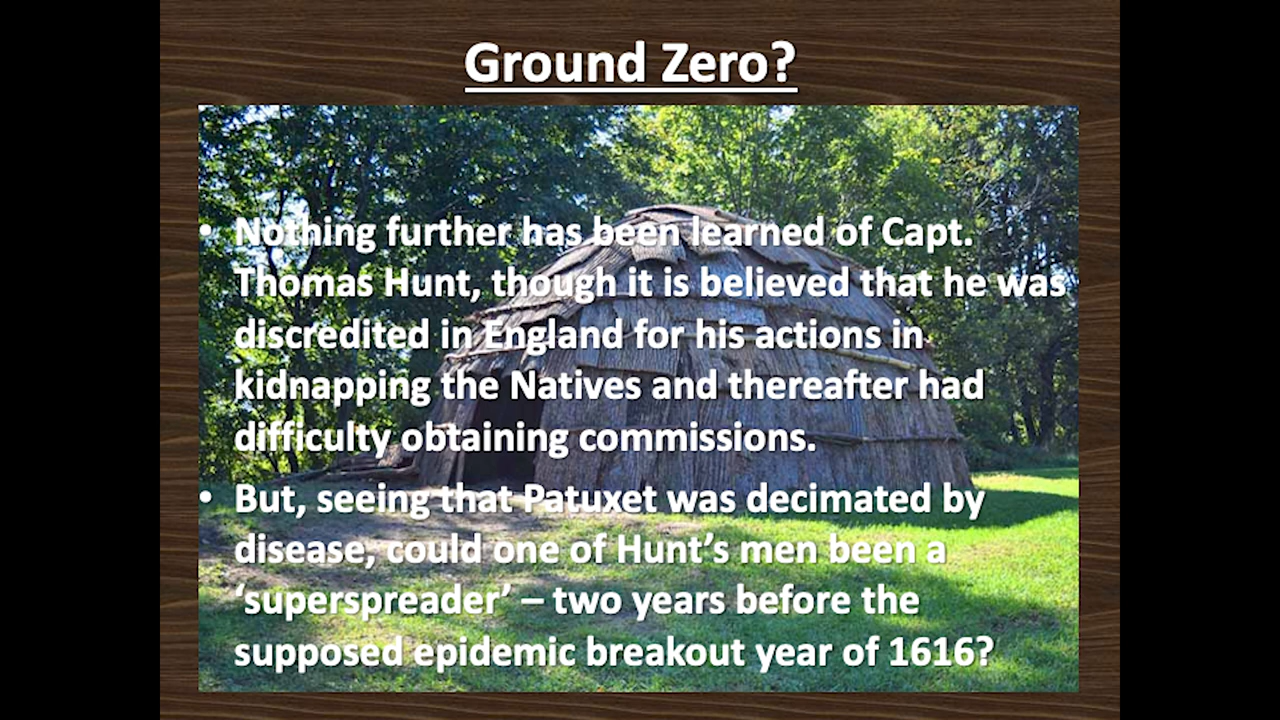 Ground Zero?
• Nothing further has been learned of Capt.
Thomas Hunt, though it is believed that he was
discredited in England for his actions in
kidnapping the Natives and thereafter had
difficulty obtaining commissions.
• But, seeing that Patuxet was decimated by
disease, could one of Hunt’s men been a
‘superspreader’ – two years before the
supposed epidemic breakout year of 1616?